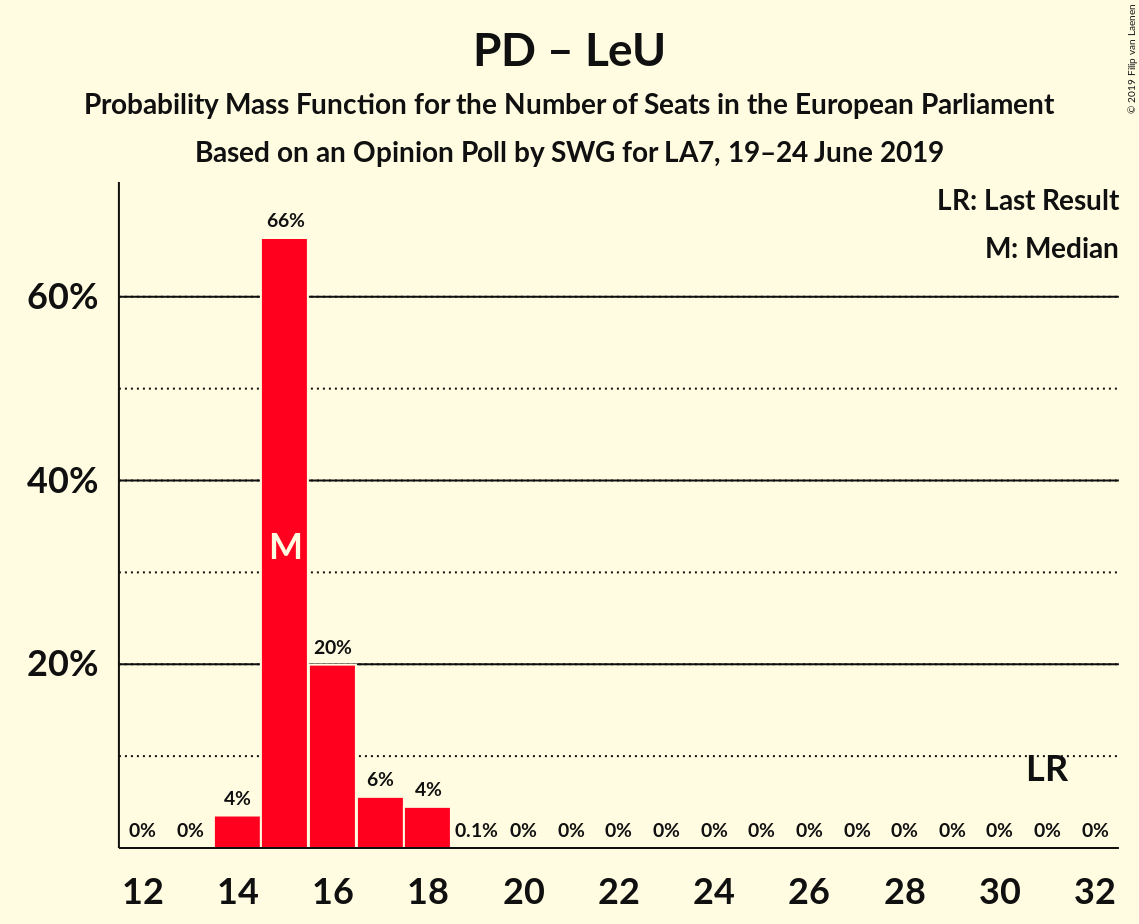 PD – LeU
Probability Mass Function for the Number of Seats in the European Parliament
Based on an Opinion Poll by SWG for LA7, 19–24 June 2019
© 2019 Filip van Laenen
LR: Last Result
M: Median
60%
40%
20%
66%
M
20%
6%
4%
4%
LR
0% 0% 0.1% 0% 0% 0% 0% 0% 0% 0% 0% 0% 0% 0% 0% 0%
12 14 16 18 20 22 24 26 28 30 32